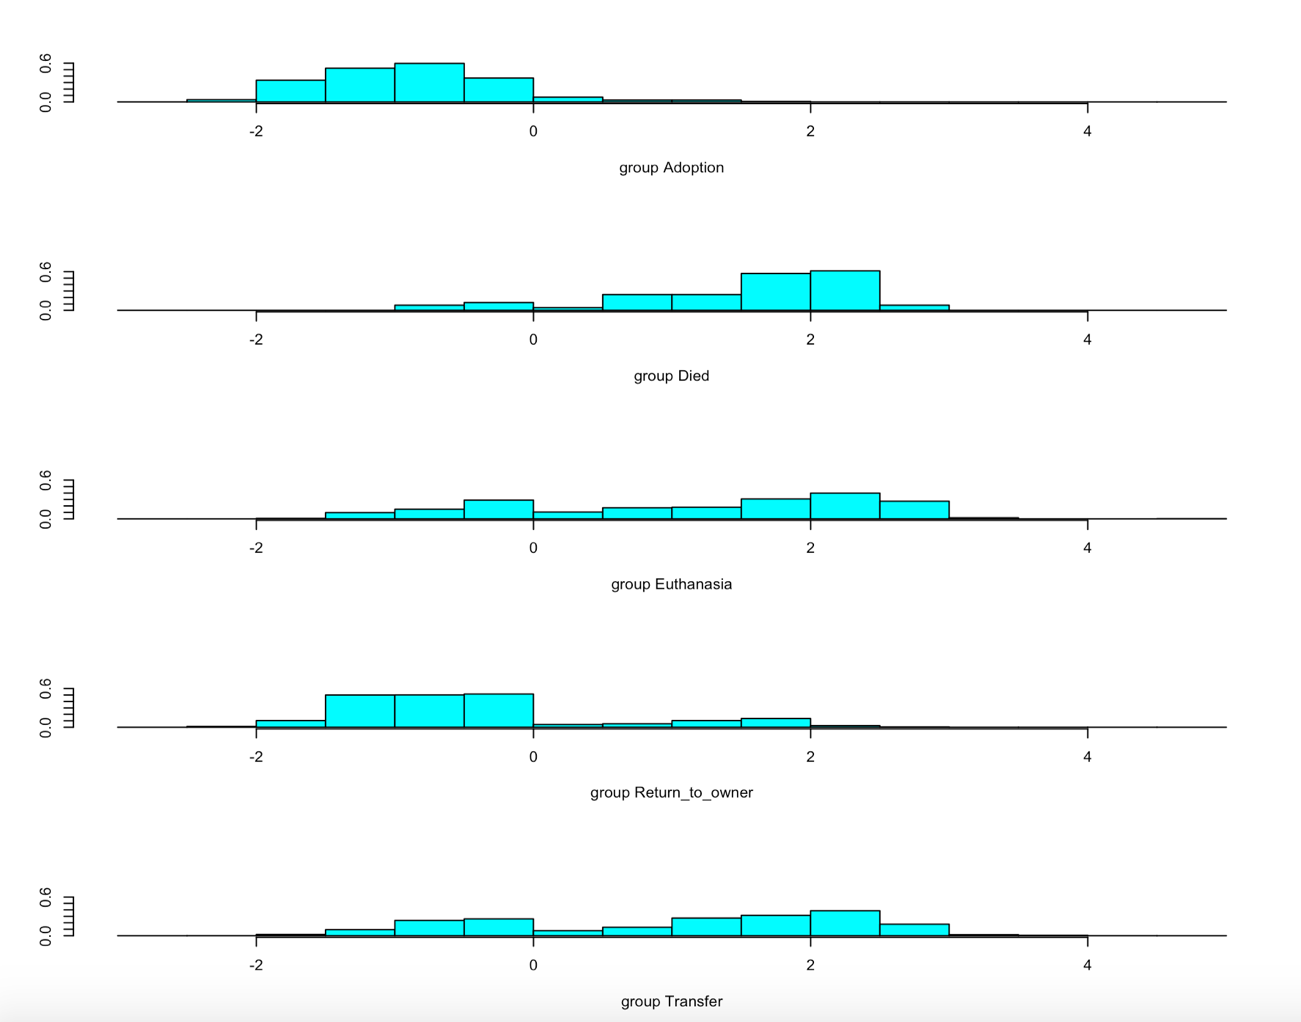 0.6
0.0
-2 0 2 4
group Adoption
0.6
0.0
-2 0 2 4
group Died
0.6
0.0
-2 0 2 4
group Euthanasia
0.6
0.0
-2 0 2 4
group Return_to_owner
0.6
0.0
-2 0 2 4
group Transfer